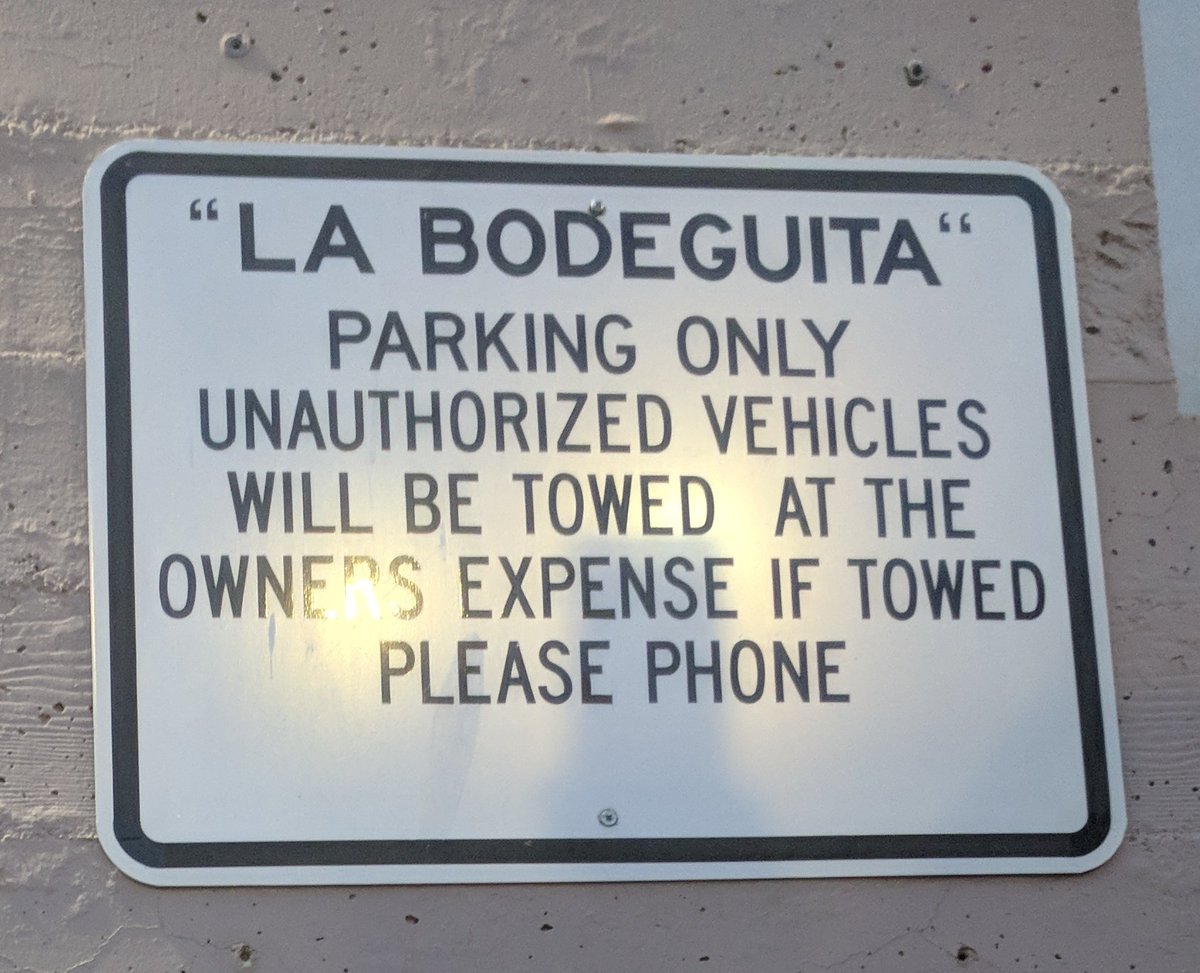 “LA BODEGUITA“
PARKING ONLY
UNAUTHORIZED VEHICLES
WILL BE TOWED AT THE
OWNERS EXPENSE IF TOWED
PLEASE PHONE